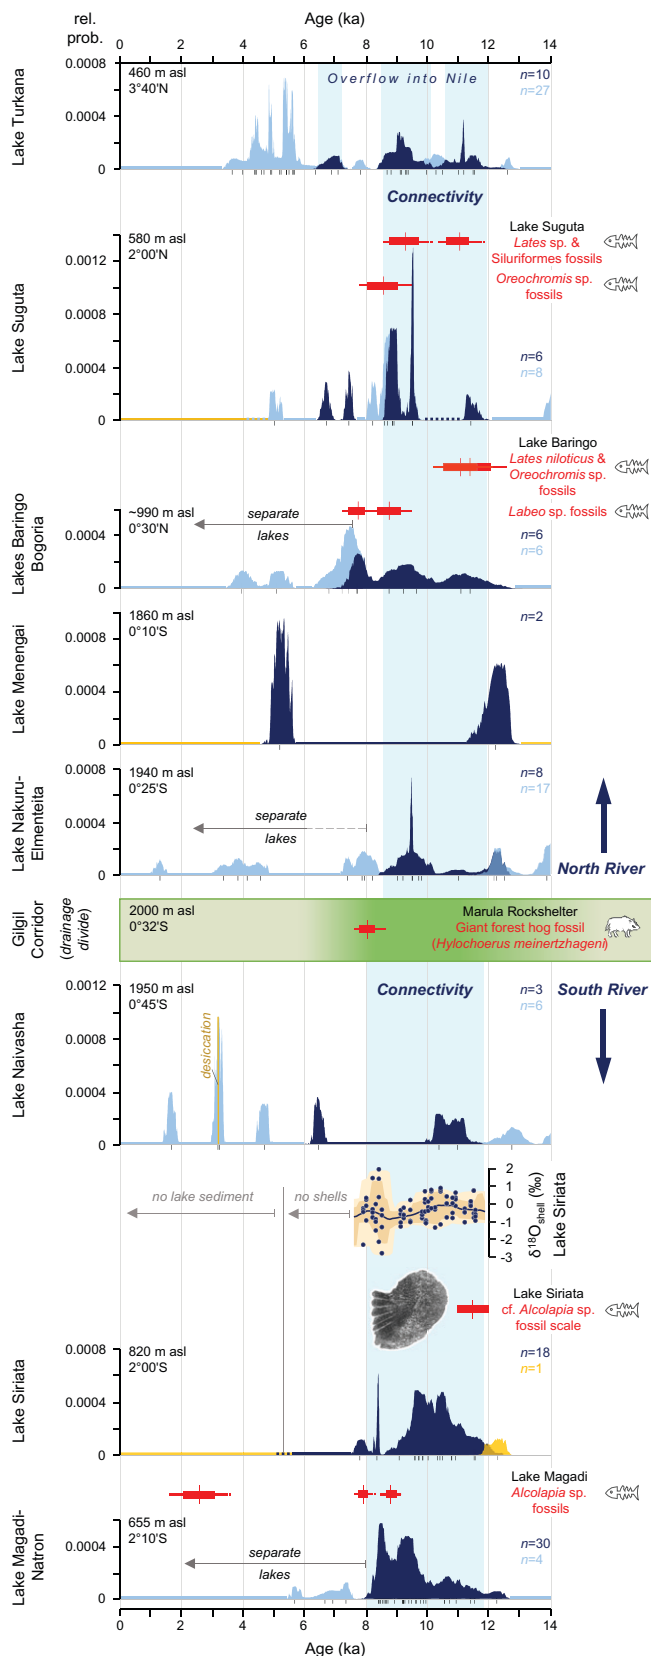 rel.
prob.
Age (ka)
0 2 4 6 8 10 12 14
Lake Turkana
0.0008
0.0004
0
460 m asl
3°40'N
Overflow into Nile
n=10
n=27
Connectivity
Lake Suguta
0.0012
0.0008
0.0004
0
580 m asl
2°00'N
Lake Suguta
Lates sp. &
Siluriformes fossils
Oreochromis sp.
fossils
n=6
n=8
Lake Baringo
Lates niloticus &
Oreochromis sp.
fossils
Labeo sp. fossils
Lakes Baringo
Bogoria
0.0004
0
~990 m asl
0°30'N
separate
lakes
n=6
n=6
Lake Menengai
0.0008
0.0004
0
1860 m asl
0°10'S
n=2
Lake Nakuru-
Elmenteita
0.0008
0.0004
0
1940 m asl
0°25'S
separate
lakes
n=8
n=17
North River
Gilgil
Corridor
(drainage
divide)
2000 m asl
0°32'S
Marula Rockshelter
Giant forest hog fossil
(Hylochoerus meinertzhageni)
Lake Naivasha
0.0012
0.0008
0.0004
0
1950 m asl
0°45'S
desiccation
Connectivity
n=3
n=6
South River
no lake sediment
no shells
2
1
0
-1
-2
-3
δ18Oshell (‰)
Lake Siriata
Lake Siriata
cf. Alcolapia sp.
fossil scale
Lake Siriata
0.0008
0.0004
0
820 m asl
2°00'S
n=18
n=1
Lake Magadi
Alcolapia sp.
fossils
Lake Magadi-
Natron
0.0004
0
655 m asl
2°10'S
separate
lakes
n=30
n=4
0 2 4 6 8 10 12 14
Age (ka)